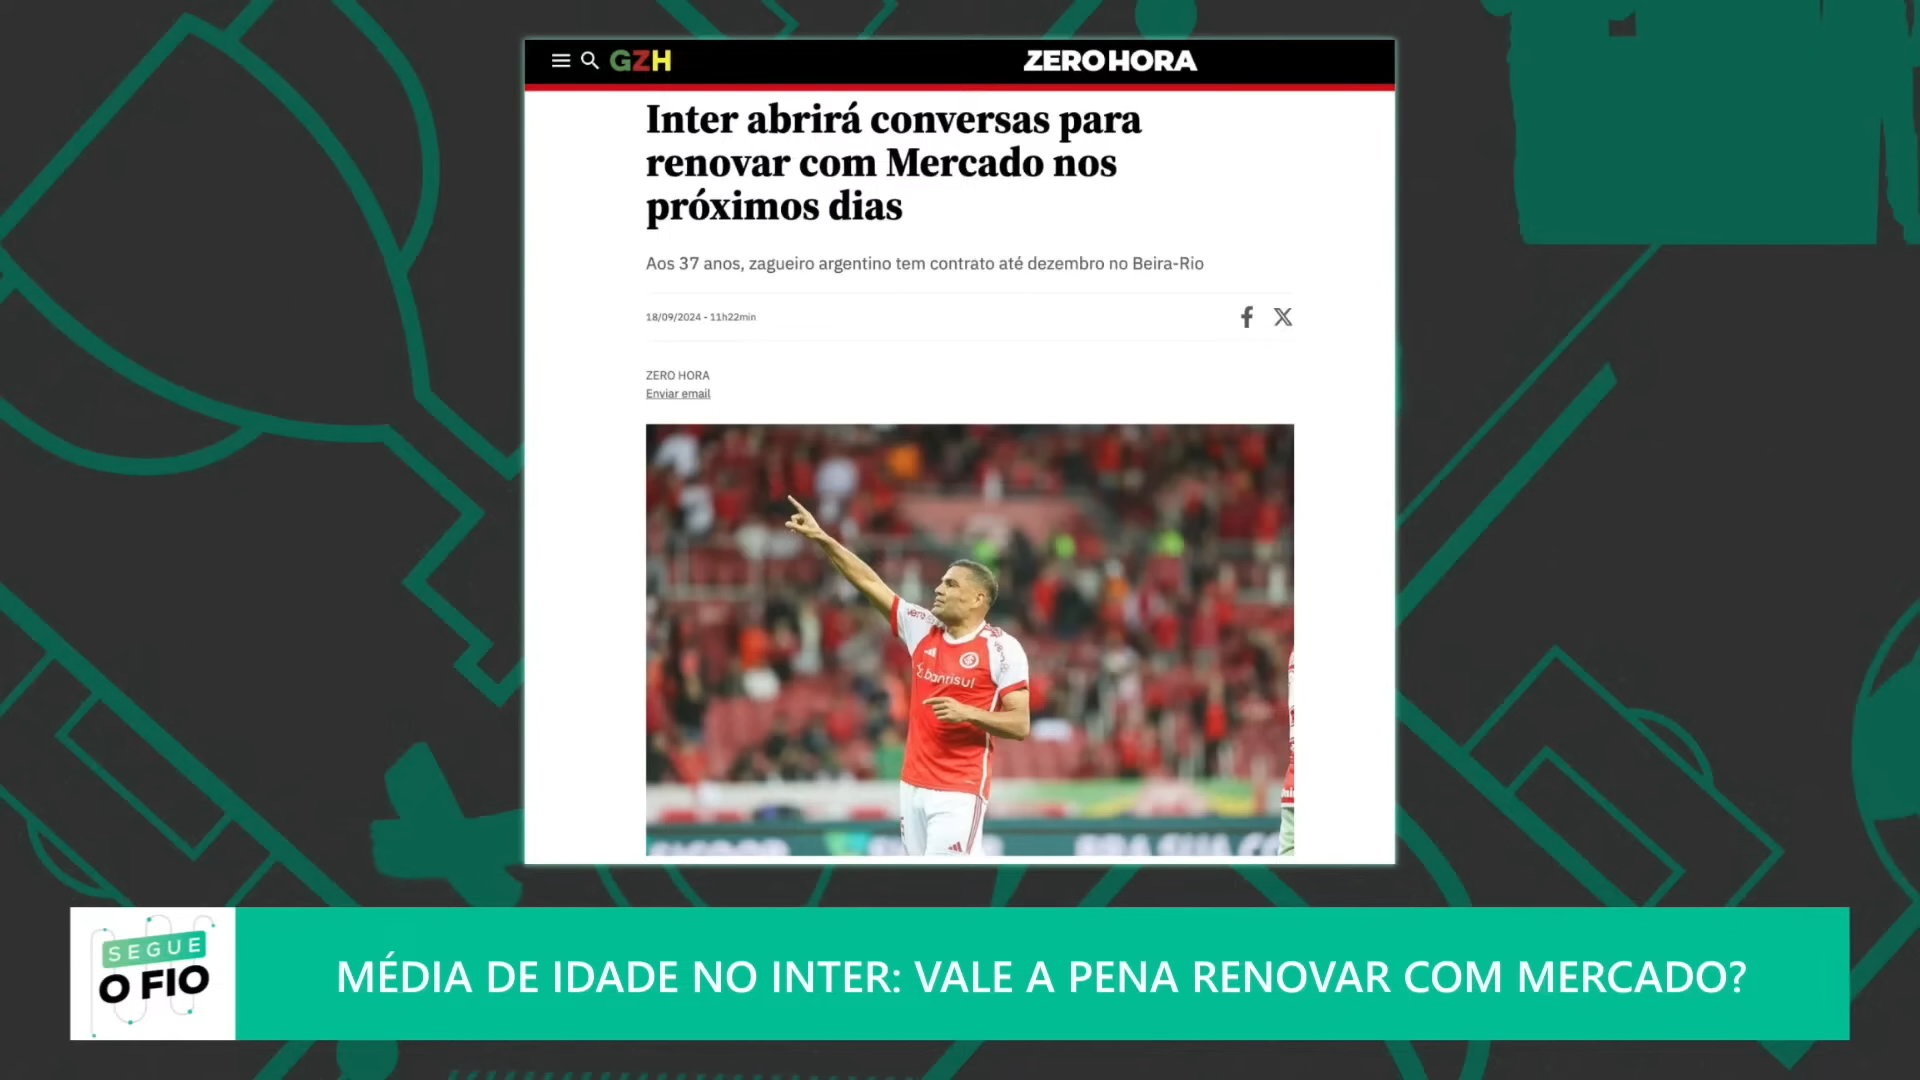 GZH ZERO HORA
Inter abrirá conversas para
renovar com Mercado nos
próximos dias
Aos 37 anos, zagueiro argentino tem contrato até dezembro no Beira-Rio
18/09/2024 - 11h22min
ZERO HORA
Enviar email
banrisul
SEGUE
O FIO
MÉDIA DE IDADE NO INTER: VALE A PENA RENOVAR COM MERCADO?